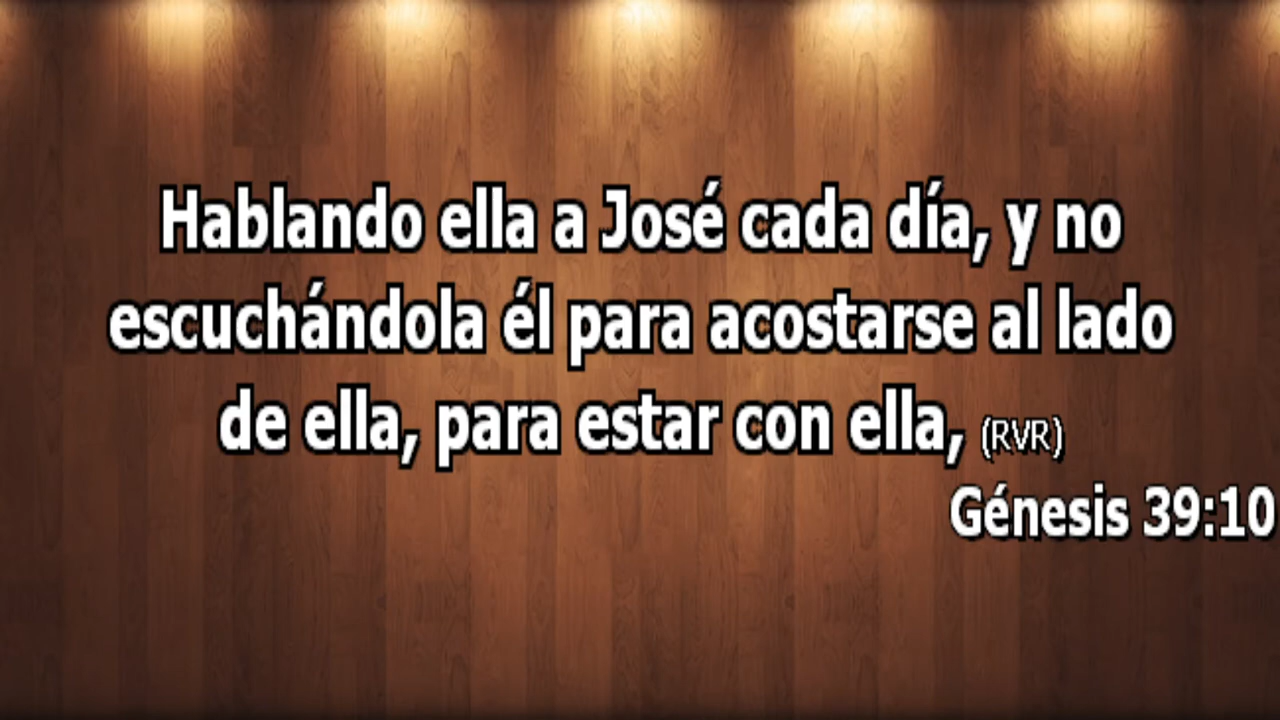 Hablando ella a José cada día, y no
escuchándola él para acostarse al lado
de ella, para estar con ella, (RVR)
Génesis 39:10